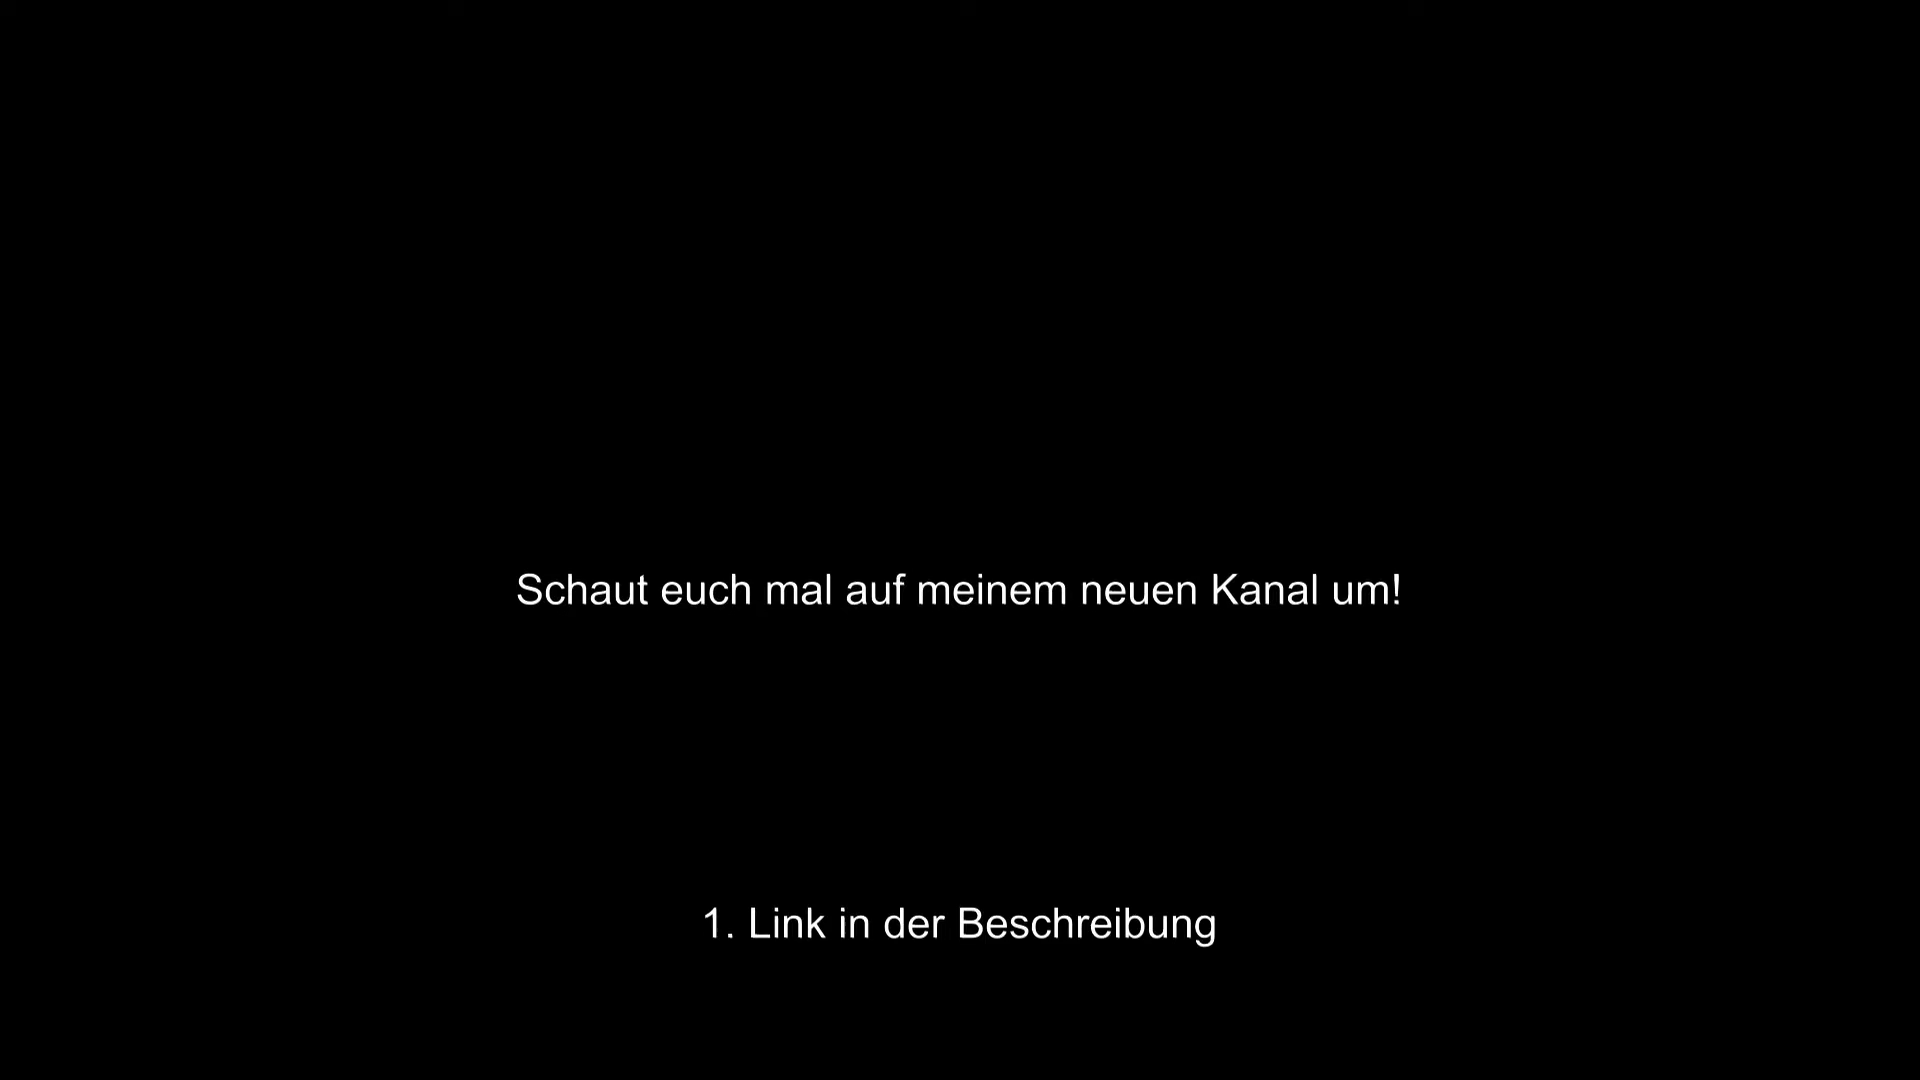 Schaut euch mal auf meinem neuen Kanal um!
1. Link in der Beschreibung